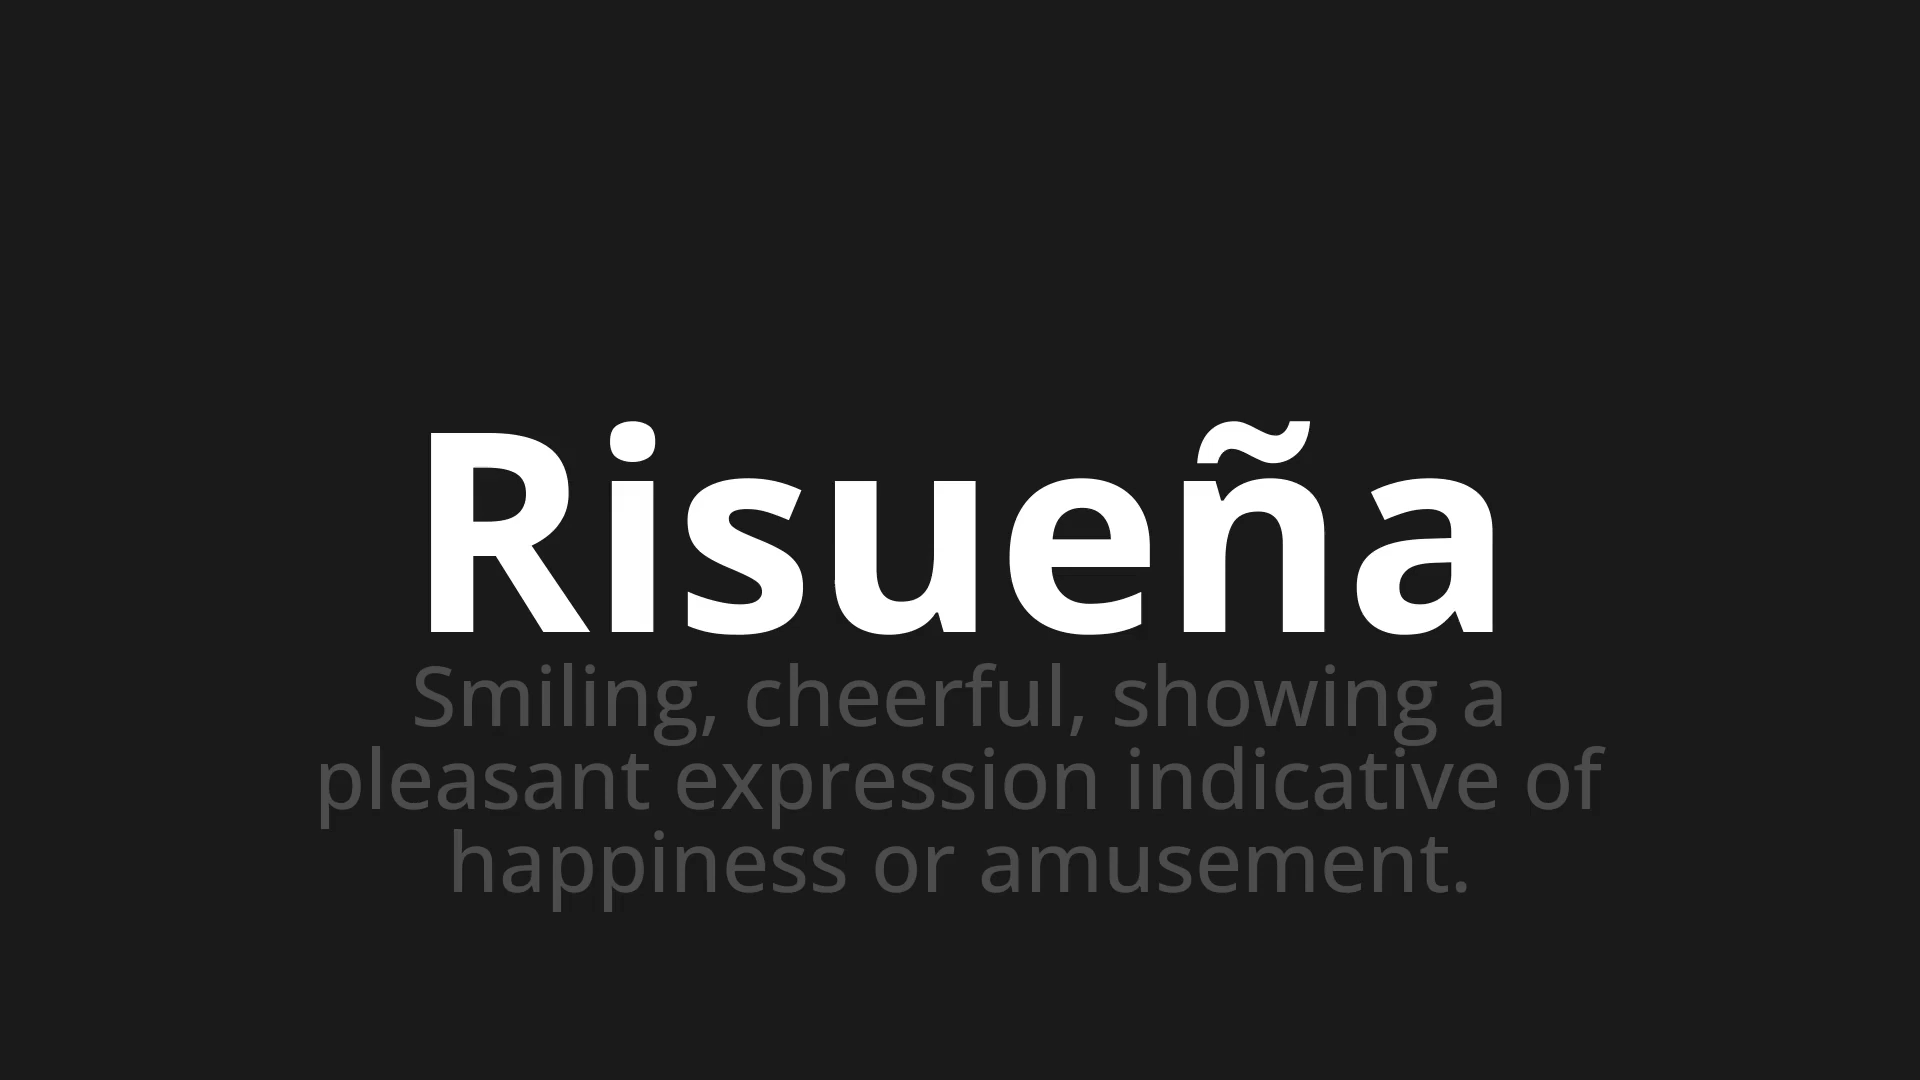 Risueña
Smiling, cheerful, showing a
pleasant expression indicative of
happiness or amusement.